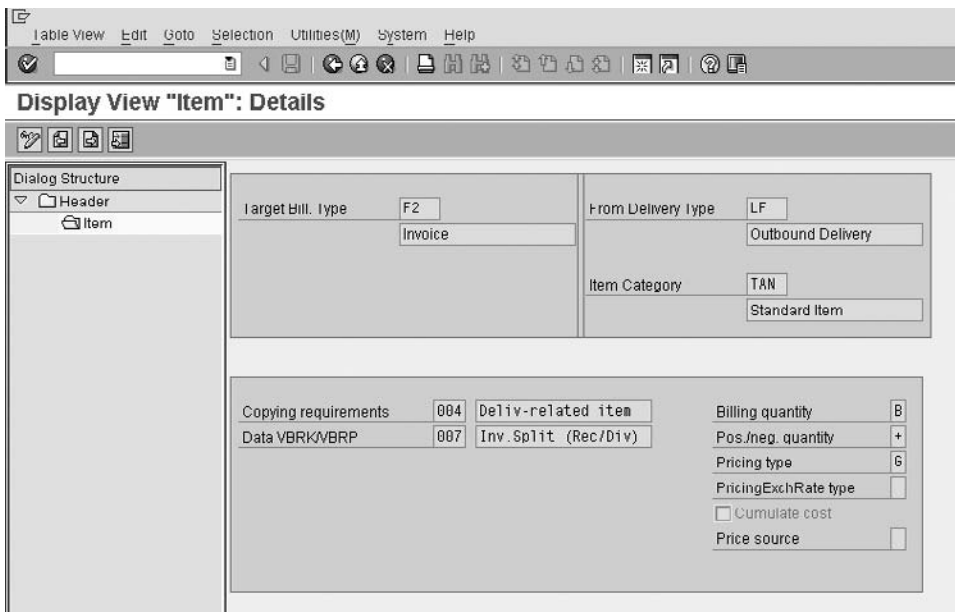 Table View Edit Goto Selection Utilities(M) System Help
Display View "Item": Details
Dialog Structure
Header
Item
Target Bill. Type F2
Invoice
From Delivery Type LF
Outbound Delivery
Item Category TAN
Standard Item
Copying requirements 004 Deliv-related item
Data VBRK/VBRP 007 Inv.Split (Rec/Div)
Billing quantity B
Pos./neg. quantity +
Pricing type G
PricingExchRate type
Cumulate cost
Price source